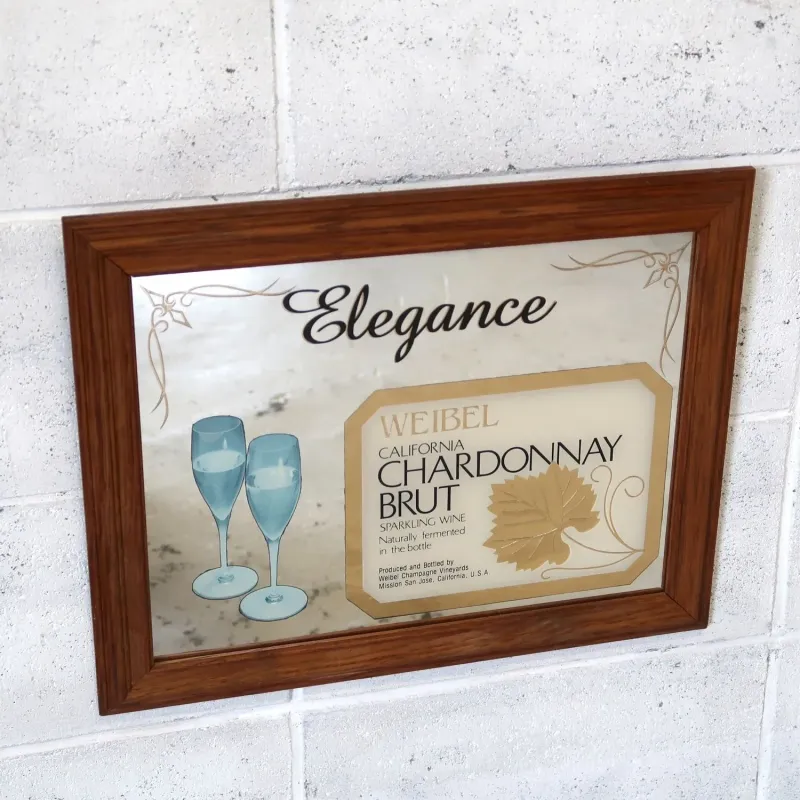 Elegance
WEIBEL
CALIFORNIA
CHARDONNAY
BRUT
SPARKLING WINE
Naturally fermented
in the bottle
Produced and Bottled by
Weibel Champagne Vineyards
Mission San Jose, California, U.S.A